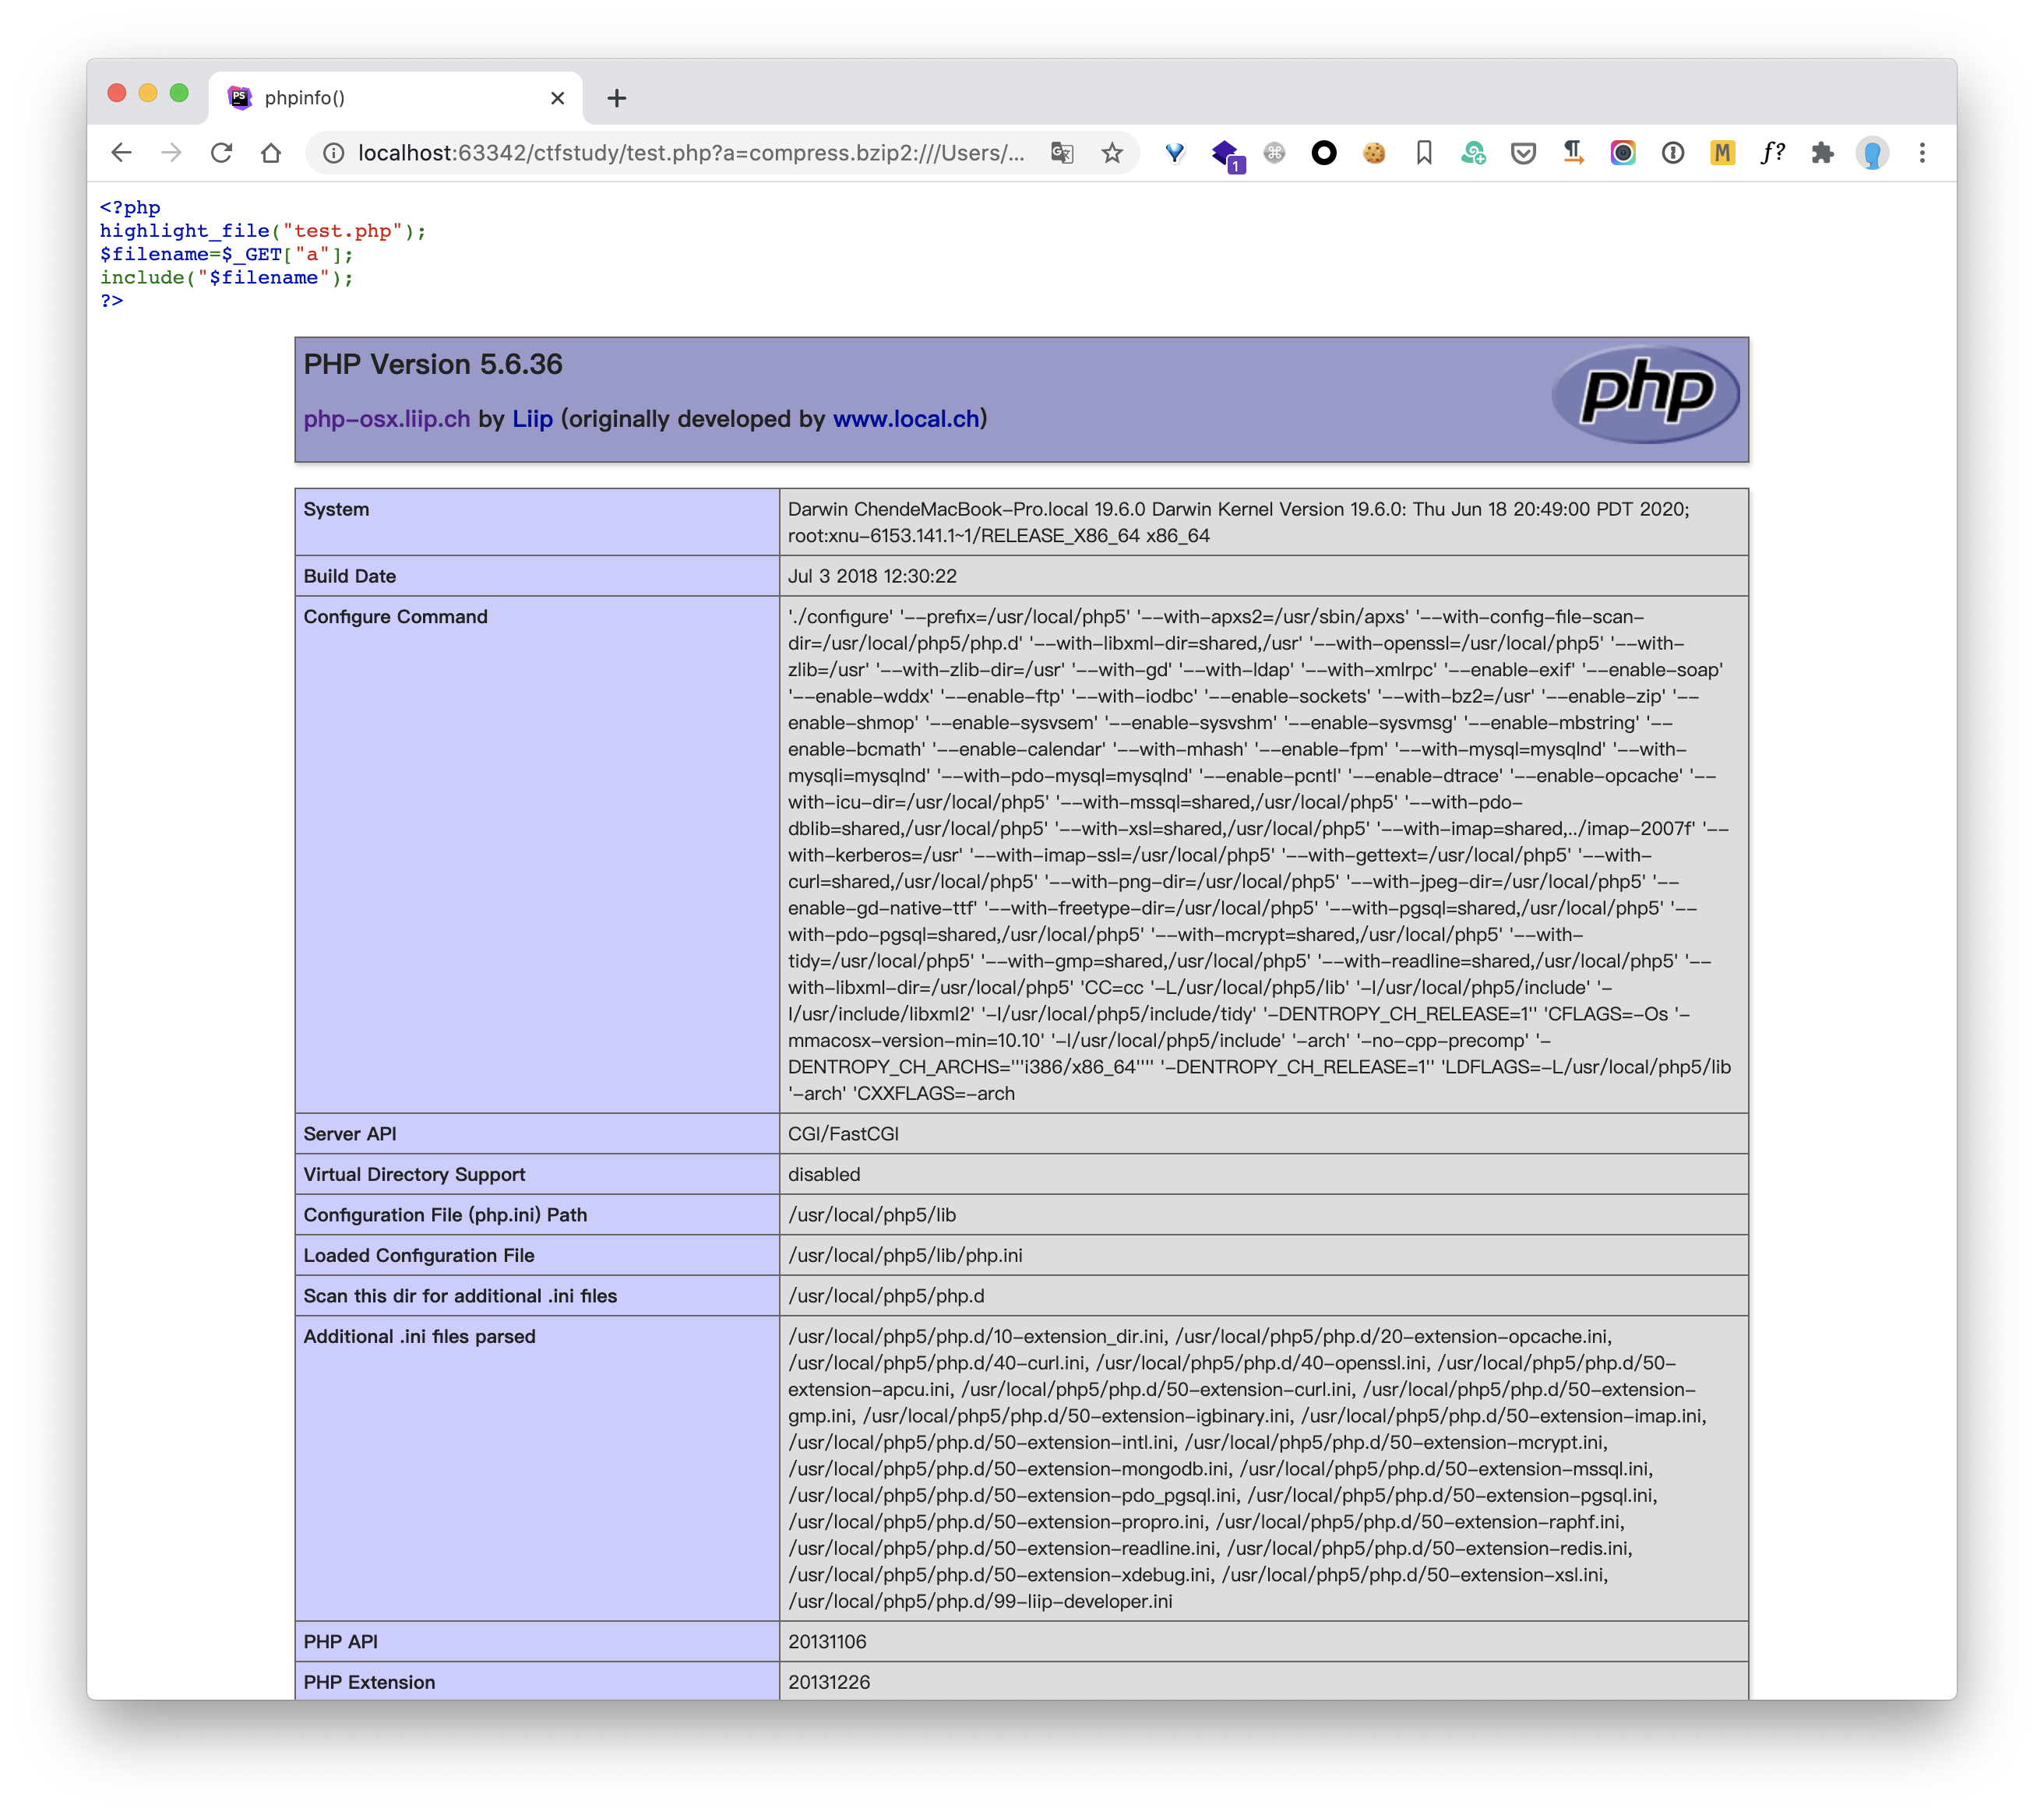 phpinfo()
localhost:63342/ctfstudy/test.php?a=compress.bzip2:///Users/...
1
M
f?
<?php
highlight_file("test.php");
$filename=$_GET["a"];
include("$filename");
?>
PHP Version 5.6.36
php
php-osx.liip.ch by Liip (originally developed by www.local.ch)
System
Darwin ChendeMacBook-Pro.local 19.6.0 Darwin Kernel Version 19.6.0: Thu Jun 18 20:49:00 PDT 2020;
root:xnu-6153.141.1~1/RELEASE_X86_64 x86_64
Build Date
Jul 3 2018 12:30:22
Configure Command
'./configure' '--prefix=/usr/local/php5' '--with-apxs2=/usr/sbin/apxs' '--with-config-file-scan-
dir=/usr/local/php5/php.d' '--with-libxml-dir=shared,/usr' '--with-openssl=/usr/local/php5' '--with-
zlib=/usr' '--with-zlib-dir=/usr' '--with-gd' '--with-ldap' '--with-xmlrpc' '--enable-exif' '--enable-soap'
'--enable-wddx' '--enable-ftp' '--with-iodbc' '--enable-sockets' '--with-bz2=/usr' '--enable-zip' '--
enable-shmop' '--enable-sysvsem' '--enable-sysvshm' '--enable-sysvmsg' '--enable-mbstring' '--
enable-bcmath' '--enable-calendar' '--with-mhash' '--enable-fpm' '--with-mysql=mysqlnd' '--with-
mysqli=mysqlnd' '--with-pdo-mysql=mysqlnd' '--enable-pcntl' '--enable-dtrace' '--enable-opcache' '--
with-icu-dir=/usr/local/php5' '--with-mssql=shared,/usr/local/php5' '--with-pdo-
dblib=shared,/usr/local/php5' '--with-xsl=shared,/usr/local/php5' '--with-imap=shared,../imap-2007f' '--
with-kerberos=/usr' '--with-imap-ssl=/usr/local/php5' '--with-gettext=/usr/local/php5' '--with-
curl=shared,/usr/local/php5' '--with-png-dir=/usr/local/php5' '--with-jpeg-dir=/usr/local/php5' '--
enable-gd-native-ttf' '--with-freetype-dir=/usr/local/php5' '--with-pgsql=shared,/usr/local/php5' '--
with-pdo-pgsql=shared,/usr/local/php5' '--with-mcrypt=shared,/usr/local/php5' '--with-
tidy=/usr/local/php5' '--with-gmp=shared,/usr/local/php5' '--with-readline=shared,/usr/local/php5' '--
with-libxml-dir=/usr/local/php5' 'CC=cc '-L/usr/local/php5/lib' '-I/usr/local/php5/include' '-
I/usr/include/libxml2' '-I/usr/local/php5/include/tidy' '-DENTROPY_CH_RELEASE=1'' 'CFLAGS=-Os '-
mmacosx-version-min=10.10' '-I/usr/local/php5/include' '-arch' '-no-cpp-precomp' '-
DENTROPY_CH_ARCHS='''i386/x86_64'''' '-DENTROPY_CH_RELEASE=1'' 'LDFLAGS=-L/usr/local/php5/lib
'-arch' 'CXXFLAGS=-arch
Server API
CGI/FastCGI
Virtual Directory Support
disabled
Configuration File (php.ini) Path
/usr/local/php5/lib
Loaded Configuration File
/usr/local/php5/lib/php.ini
Scan this dir for additional .ini files
/usr/local/php5/php.d
Additional .ini files parsed
/usr/local/php5/php.d/10-extension_dir.ini, /usr/local/php5/php.d/20-extension-opcache.ini,
/usr/local/php5/php.d/40-curl.ini, /usr/local/php5/php.d/40-openssl.ini, /usr/local/php5/php.d/50-
extension-apcu.ini, /usr/local/php5/php.d/50-extension-curl.ini, /usr/local/php5/php.d/50-extension-
gmp.ini, /usr/local/php5/php.d/50-extension-igbinary.ini, /usr/local/php5/php.d/50-extension-imap.ini,
/usr/local/php5/php.d/50-extension-intl.ini, /usr/local/php5/php.d/50-extension-mcrypt.ini,
/usr/local/php5/php.d/50-extension-mongodb.ini, /usr/local/php5/php.d/50-extension-mssql.ini,
/usr/local/php5/php.d/50-extension-pdo_pgsql.ini, /usr/local/php5/php.d/50-extension-pgsql.ini,
/usr/local/php5/php.d/50-extension-propro.ini, /usr/local/php5/php.d/50-extension-raphf.ini,
/usr/local/php5/php.d/50-extension-readline.ini, /usr/local/php5/php.d/50-extension-redis.ini,
/usr/local/php5/php.d/50-extension-xdebug.ini, /usr/local/php5/php.d/50-extension-xsl.ini,
/usr/local/php5/php.d/99-liip-developer.ini
PHP API
20131106
PHP Extension
20131226